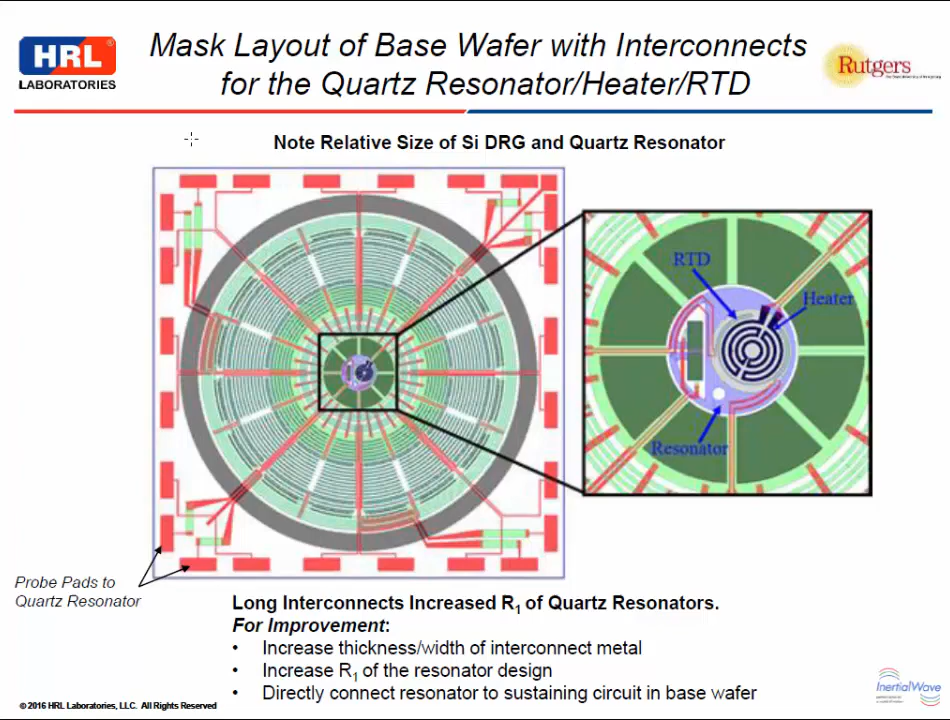 HRL®
LABORATORIES
Mask Layout of Base Wafer with Interconnects
for the Quartz Resonator/Heater/RTD
Rutgers
Note Relative Size of Si DRG and Quartz Resonator
RTD
Heater
Resonator
Probe Pads to
Quartz Resonator
Long Interconnects Increased R1 of Quartz Resonators.
For Improvement:
• Increase thickness/width of interconnect metal
• Increase R1 of the resonator design
• Directly connect resonator to sustaining circuit in base wafer
InertialWave
© 2016 HRL Laboratories, LLC. All Rights Reserved